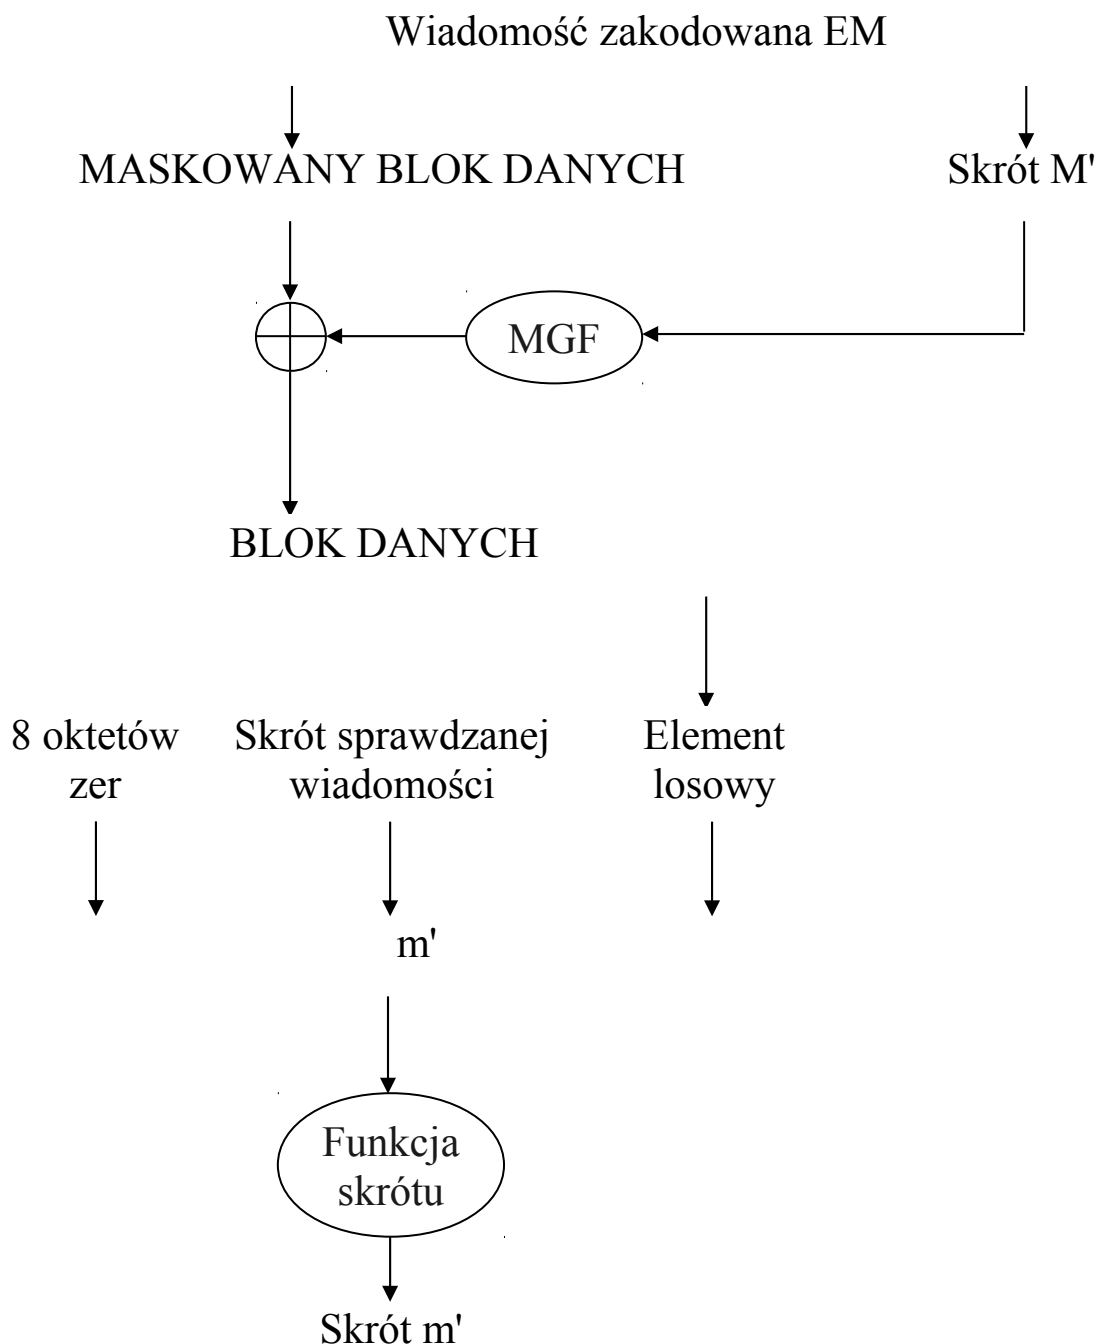 Wiadomość zakodowana EM
MASKOWANY BLOK DANYCH
Skrót M'
MGF
BLOK DANYCH
8 oktetów
zer
Skrót sprawdzanej
wiadomości
Element
losowy
m'
Funkcja
skrótu
Skrót m'